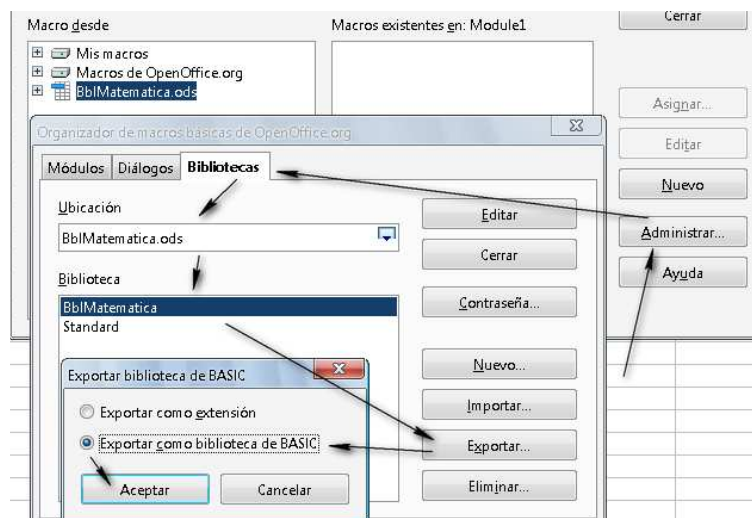 Macro desde
Macros existentes en: Module1
Cerrar
Mis macros
Macros de OpenOffice.org
BblMatematica.ods
Asignar...
Editar
Nuevo
Administrar...
Ayuda
Organizador de macros básicas de OpenOffice.org
Módulos Diálogos Bibliotecas
Ubicación
BblMatematica.ods
Biblioteca
BblMatematica
Standard
Editar
Cerrar
Contraseña...
Nuevo...
Importar...
Exportar...
Eliminar...
Exportar biblioteca de BASIC
Exportar como extensión
Exportar como biblioteca de BASIC
Aceptar Cancelar